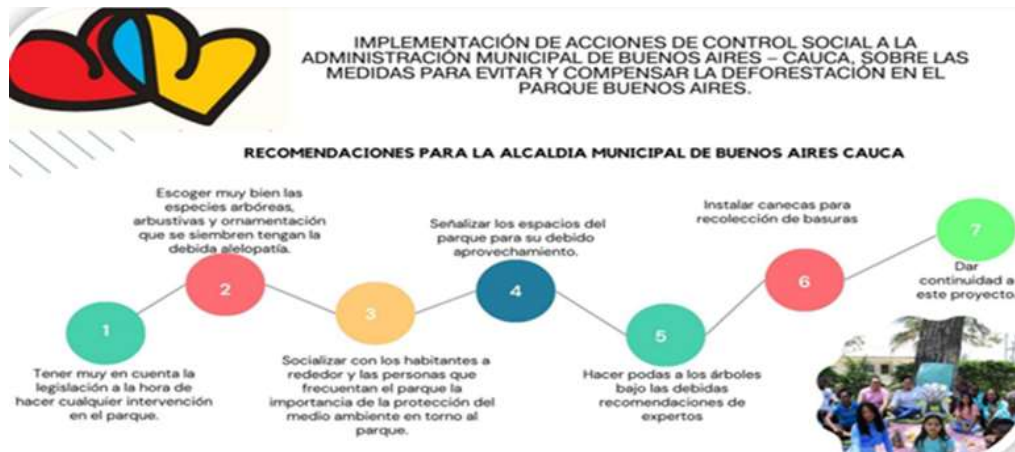 IMPLEMENTACIÓN DE ACCIONES DE CONTROL SOCIAL A LA
ADMINISTRACIÓN MUNICIPAL DE BUENOS AIRES – CAUCA, SOBRE LAS
MEDIDAS PARA EVITAR Y COMPENSAR LA DEFORESTACIÓN EN EL
PARQUE BUENOS AIRES.
RECOMENDACIONES PARA LA ALCALDIA MUNICIPAL DE BUENOS AIRES CAUCA
1
Tener muy en cuenta la
legislación a la hora de
hacer cualquier intervención
en el parque.
Escoger muy bien las
especies arbóreas,
arbustivas y ornamentación
que se siembren tengan la
debida alelopatía.
2
3
Socializar con los habitantes a
rededor y las personas que
frecuentan el parque la
importancia de la protección del
medio ambiente en torno al
parque.
Señalizar los espacios del
parque para su debido
aprovechamiento.
4
5
Hacer podas a los árboles
bajo las debidas
recomendaciones de
expertos
Instalar canecas para
recolección de basuras
6
7
Dar
continuidad a
este proyecto.